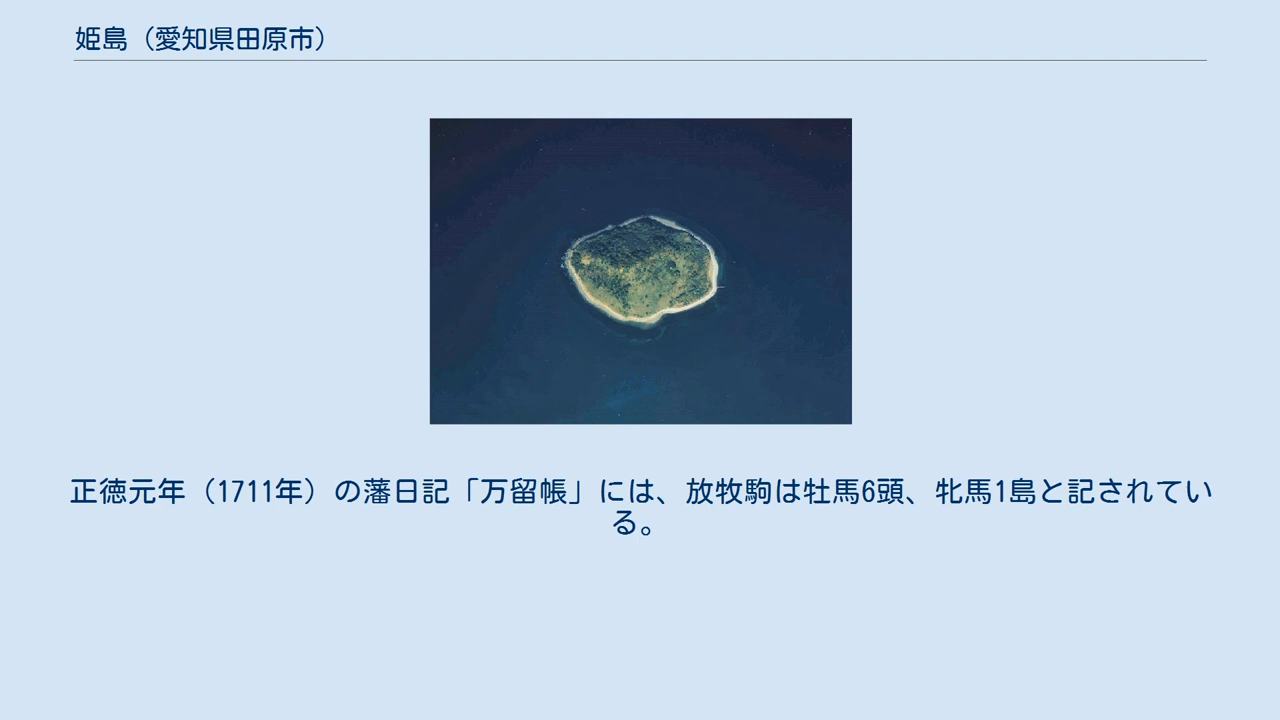 姫島（愛知県田原市）
正徳元年（1711年）の藩日記「万留帳」には、放牧駒は牡馬6頭、牝馬1島と記されてい
る。